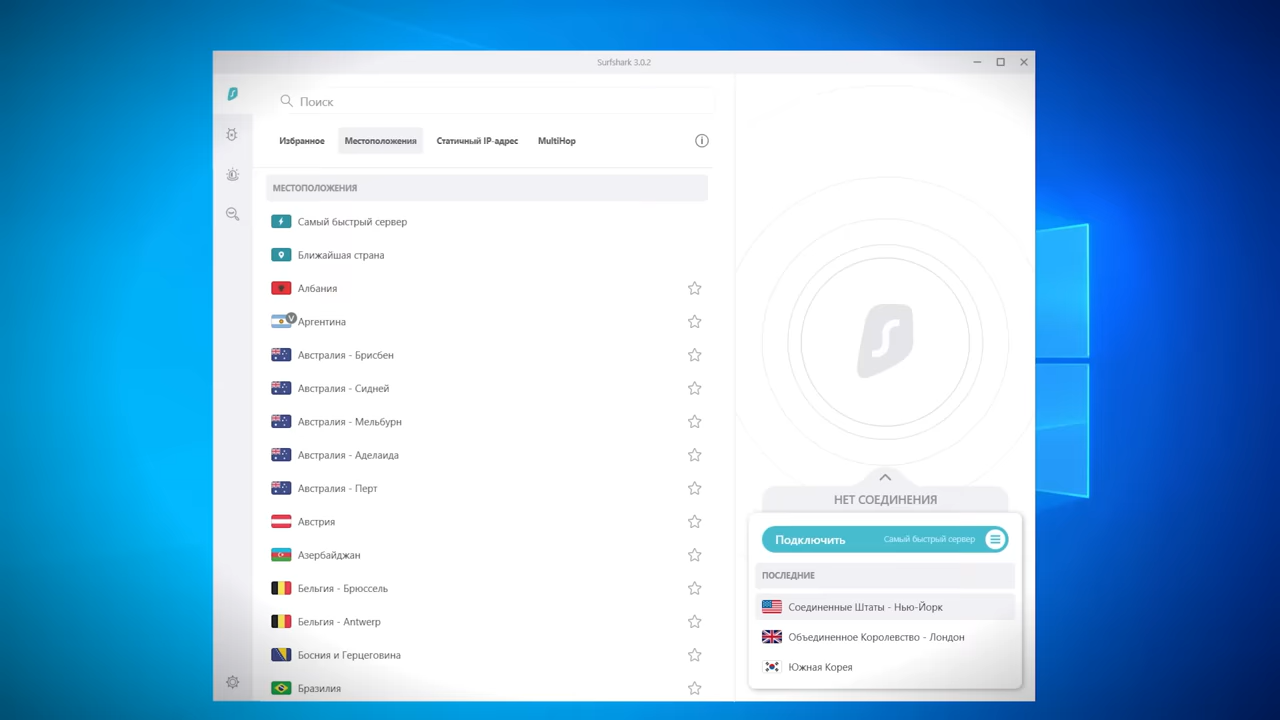 Surfshark 3.0.2
Поиск
Избранное Местоположения Статичный IP-адрес MultiHop
МЕСТОПОЛОЖЕНИЯ
Самый быстрый сервер
Ближайшая страна
Албания
V Аргентина
Австралия - Брисбен
Австралия - Сидней
Австралия - Мельбурн
Австралия - Аделаида
Австралия - Перт
Австрия
Азербайджан
Бельгия - Брюссель
Бельгия - Antwerp
Босния и Герцеговина
Бразилия
НЕТ СОЕДИНЕНИЯ
Подключить Самый быстрый сервер
ПОСЛЕДНИЕ
Соединенные Штаты - Нью-Йорк
Объединенное Королевство - Лондон
Южная Корея